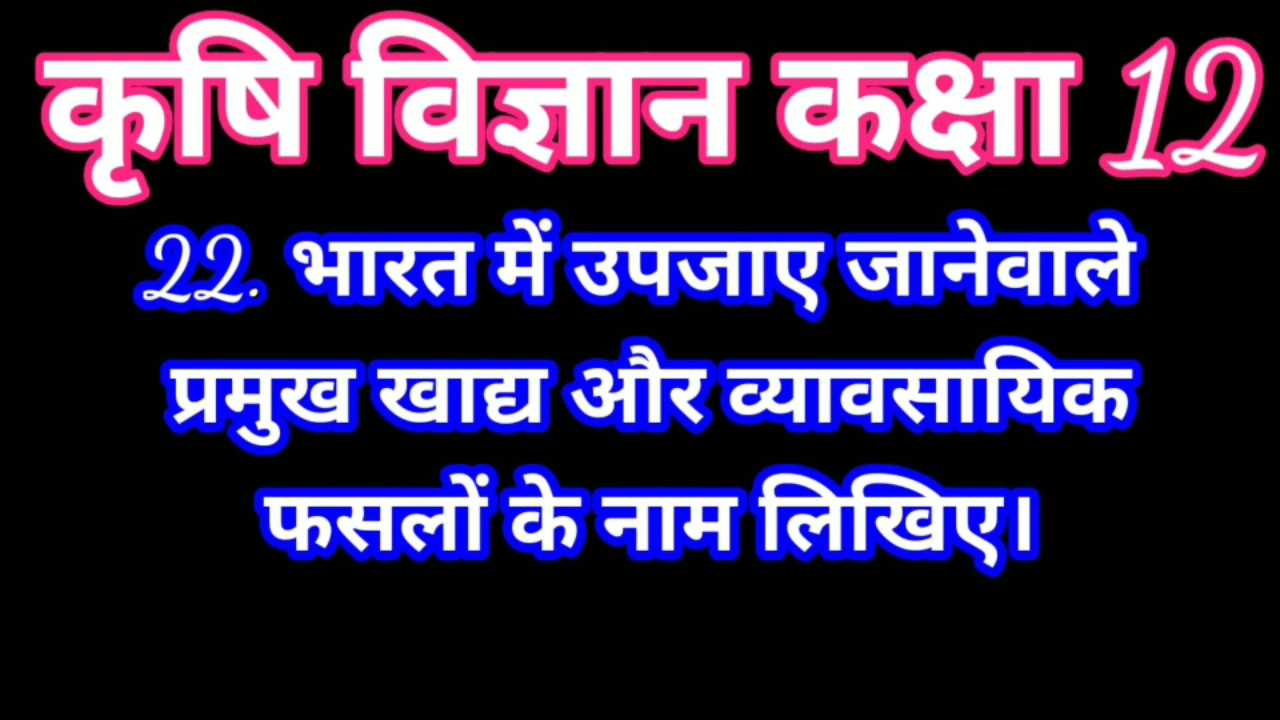 कृषि विज्ञान कक्षा 12
22. भारत में उपजाए जानेवाले
प्रमुख खाद्य और व्यावसायिक
फसलों के नाम लिखिए।